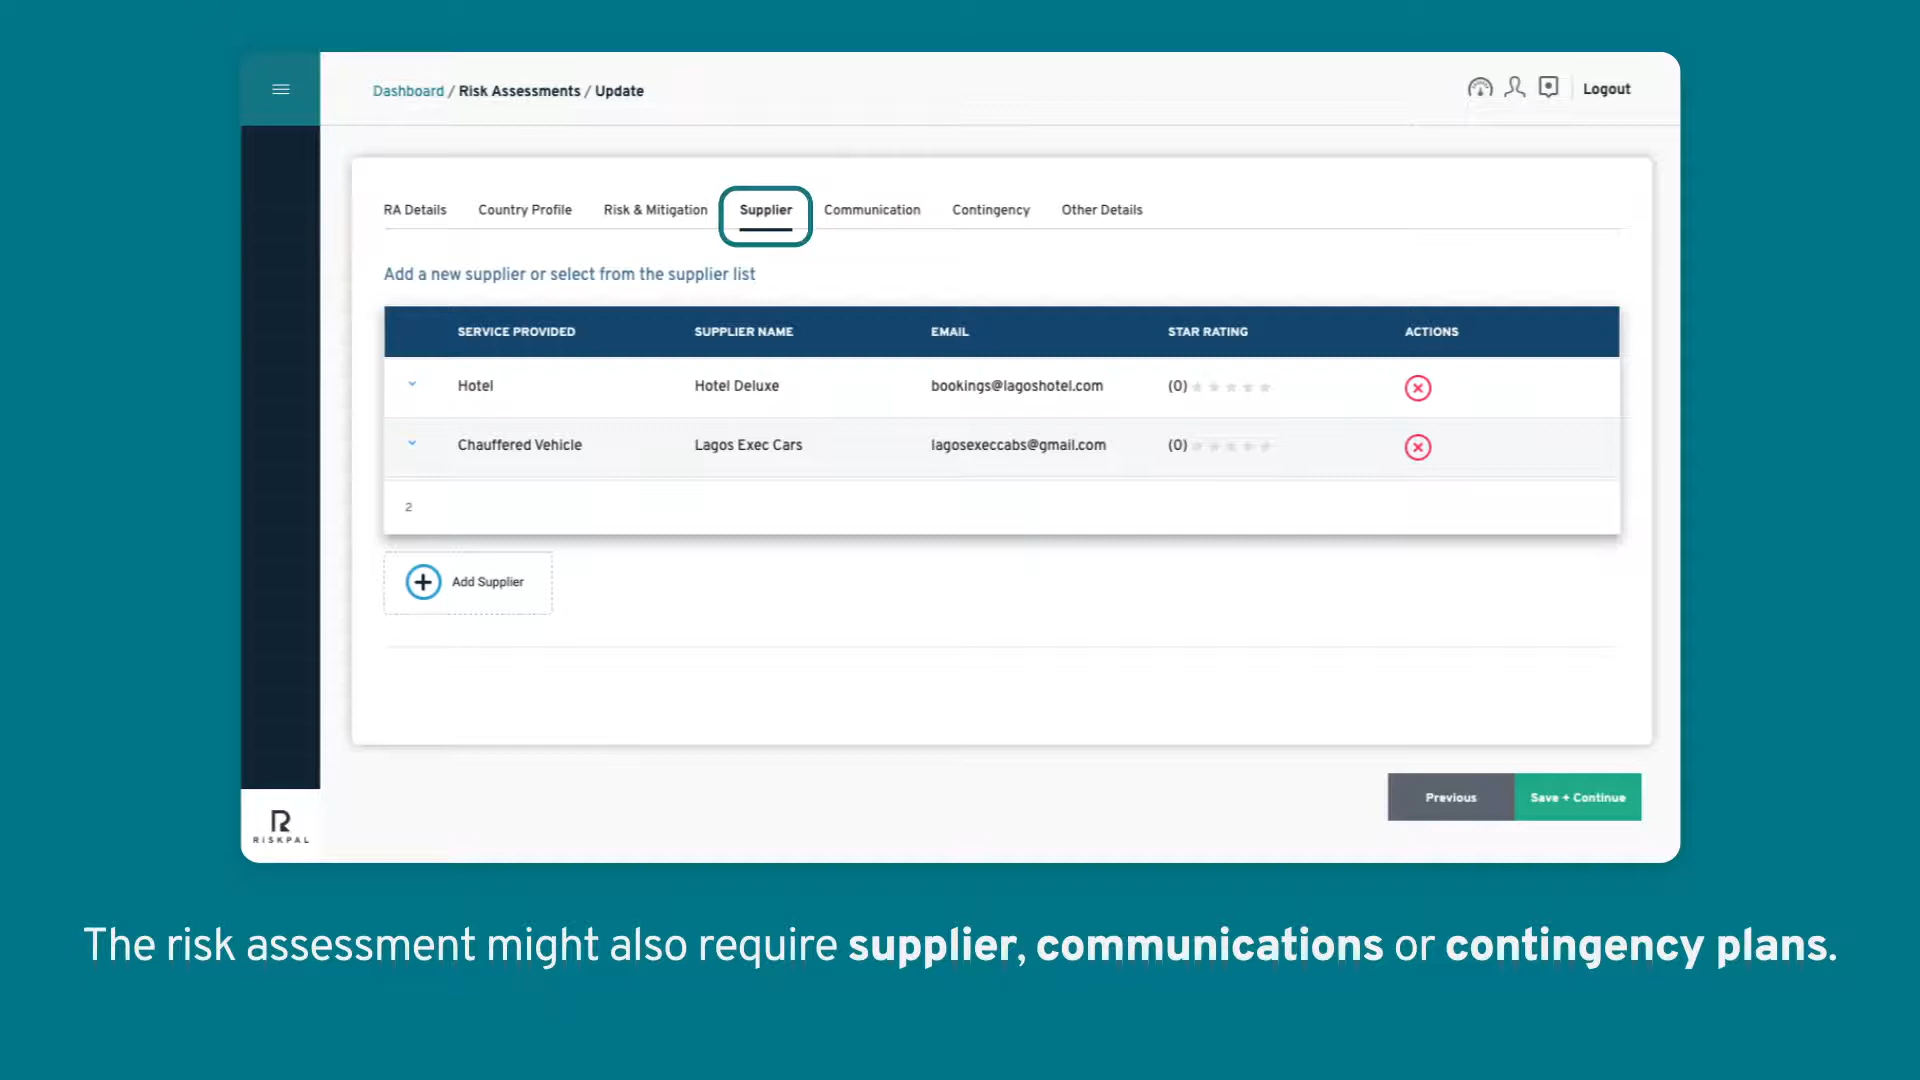 Dashboard / Risk Assessments / Update
Logout
RA Details Country Profile Risk & Mitigation Supplier Communication Contingency Other Details
Add a new supplier or select from the supplier list
SERVICE PROVIDED SUPPLIER NAME EMAIL STAR RATING ACTIONS
Hotel Hotel Deluxe bookings@lagoshotel.com (0)
Chauffered Vehicle Lagos Exec Cars lagosexeccabs@gmail.com (0)
2
Add Supplier
Previous Save + Continue
R
RISKPAL
The risk assessment might also require supplier, communications or contingency plans.